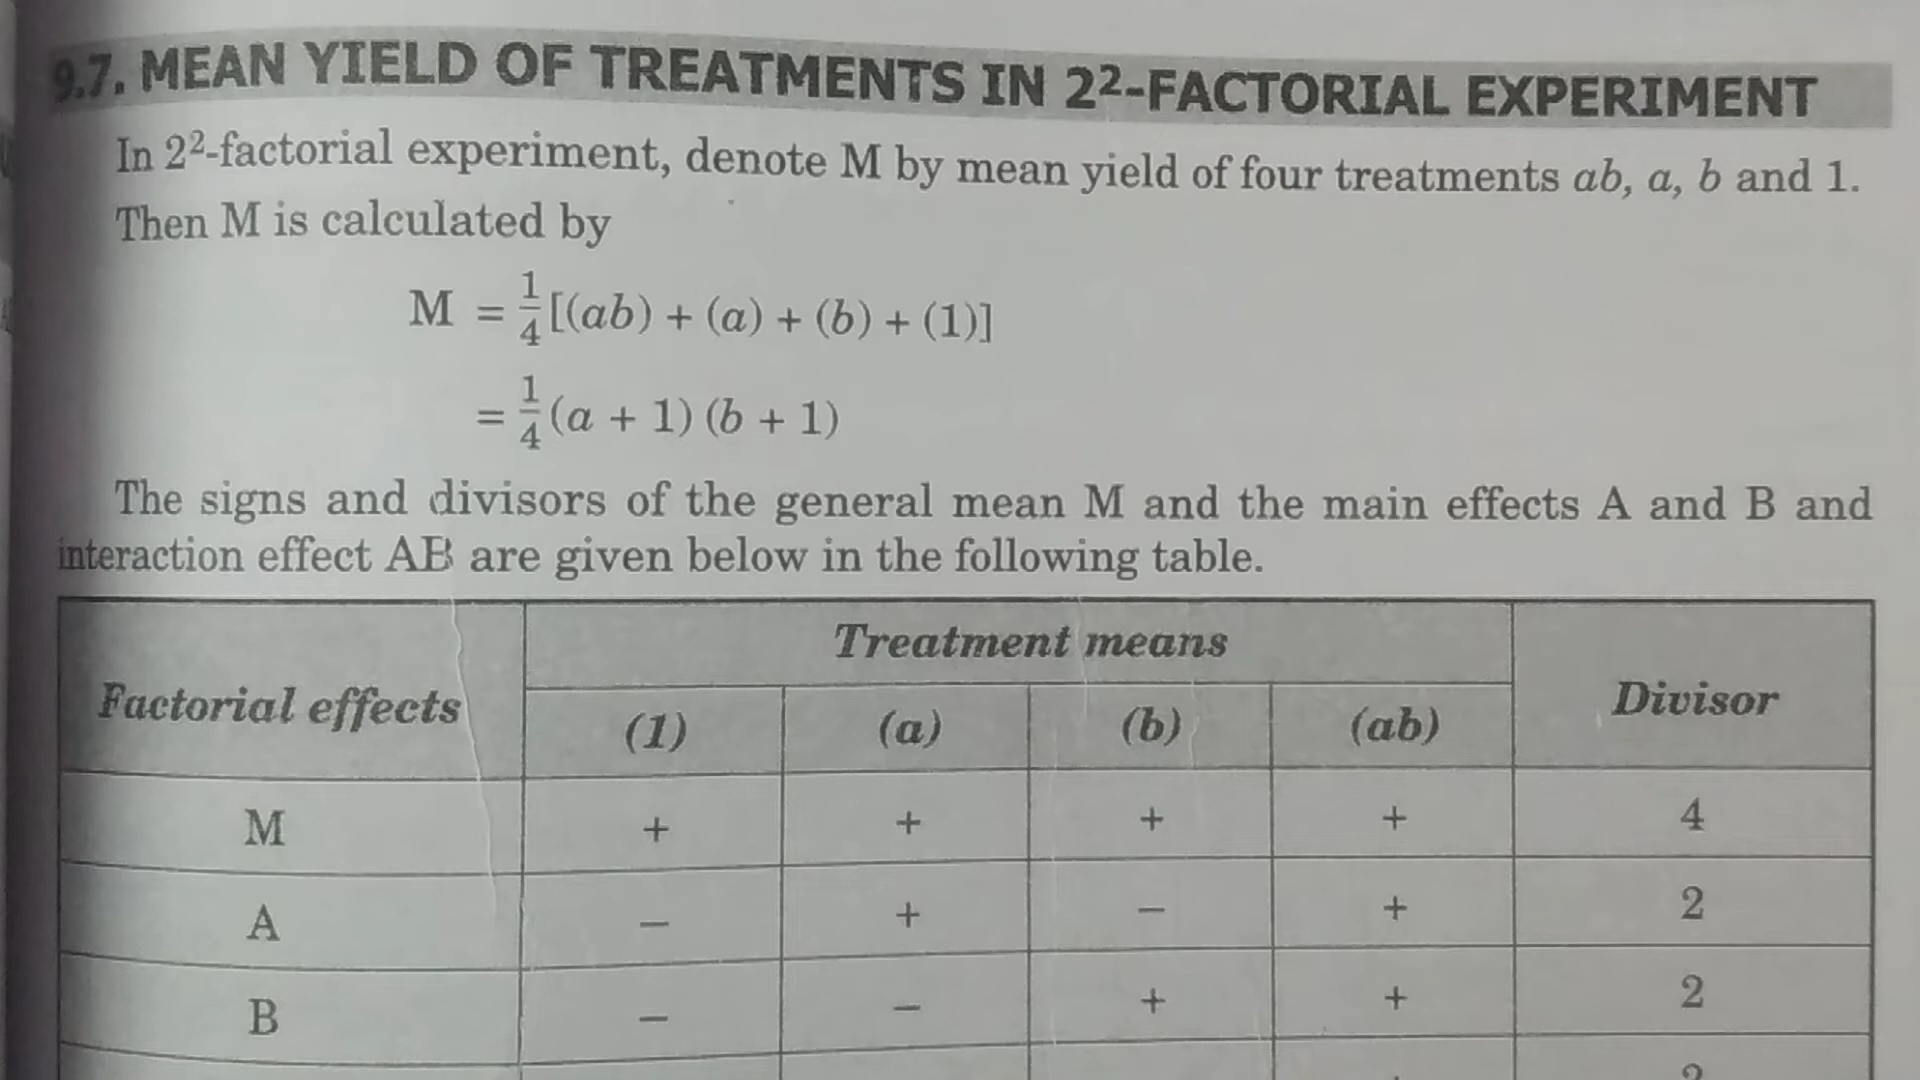 9.7. MEAN YIELD OF TREATMENTS IN 2²-FACTORIAL EXPERIMENT
In 2²-factorial experiment, denote M by mean yield of four treatments ab, a, b and 1.
Then M is calculated by
M = 1/4 [(ab) + (a) + (b) + (1)]
= 1/4 (a + 1) (b + 1)
The signs and divisors of the general mean M and the main effects A and B and
interaction effect AB are given below in the following table.
Factorial effects Treatment means Divisor
(1) (a) (b) (ab)
M + + + + 4
A − + − + 2
B − − + + 2